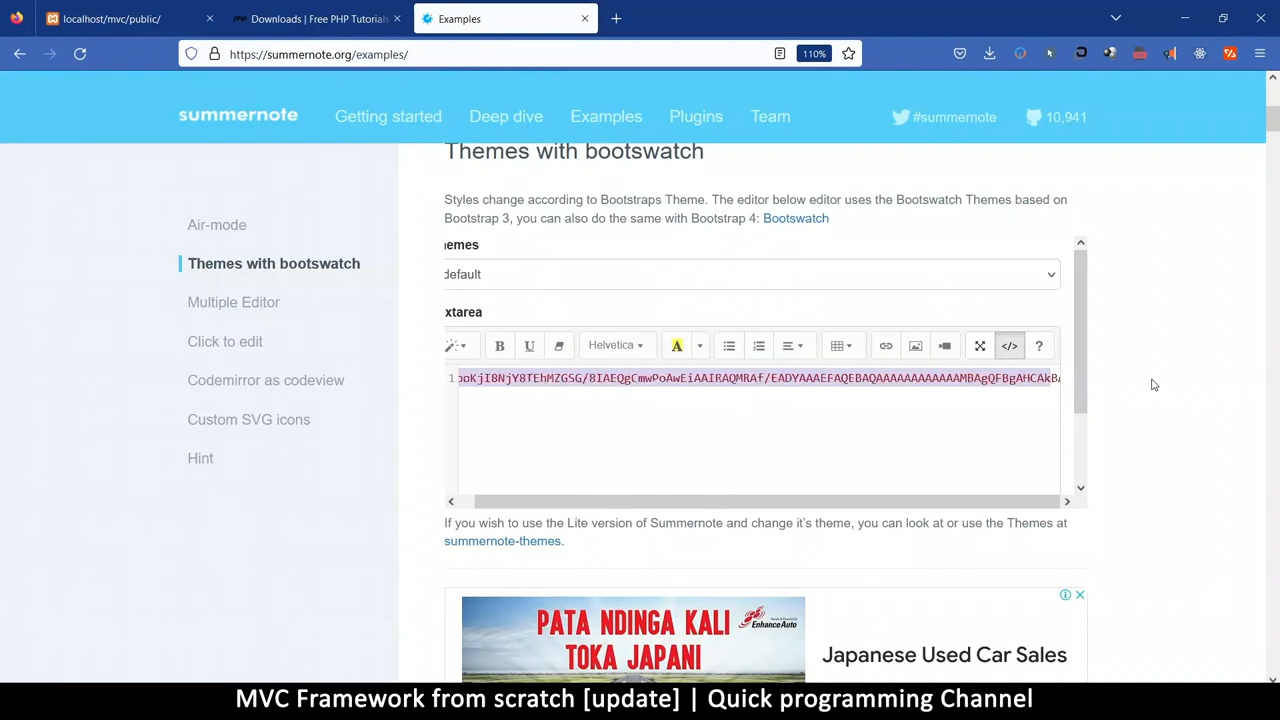 localhost/mvc/public/
php Downloads | Free PHP Tutorials
Examples
https://summernote.org/examples/
110%
summernote
Getting started
Deep dive
Examples
Plugins
Team
#summernote
10,941
Themes with bootswatch
Styles change according to Bootstraps Theme. The editor below editor uses the Bootswatch Themes based on
Bootstrap 3, you can also do the same with Bootstrap 4: Bootswatch
Air-mode
Themes with bootswatch
Multiple Editor
Click to edit
Codemirror as codeview
Custom SVG icons
Hint
emes
default
xtarea
B
U
Helvetica
A
</>
?
1
If you wish to use the Lite version of Summernote and change it's theme, you can look at or use the Themes at
summernote-themes.
PATA NDINGA KALI
TOKA JAPANI
EnhanceAuto
Japanese Used Car Sales
MVC Framework from scratch [update] | Quick programming Channel